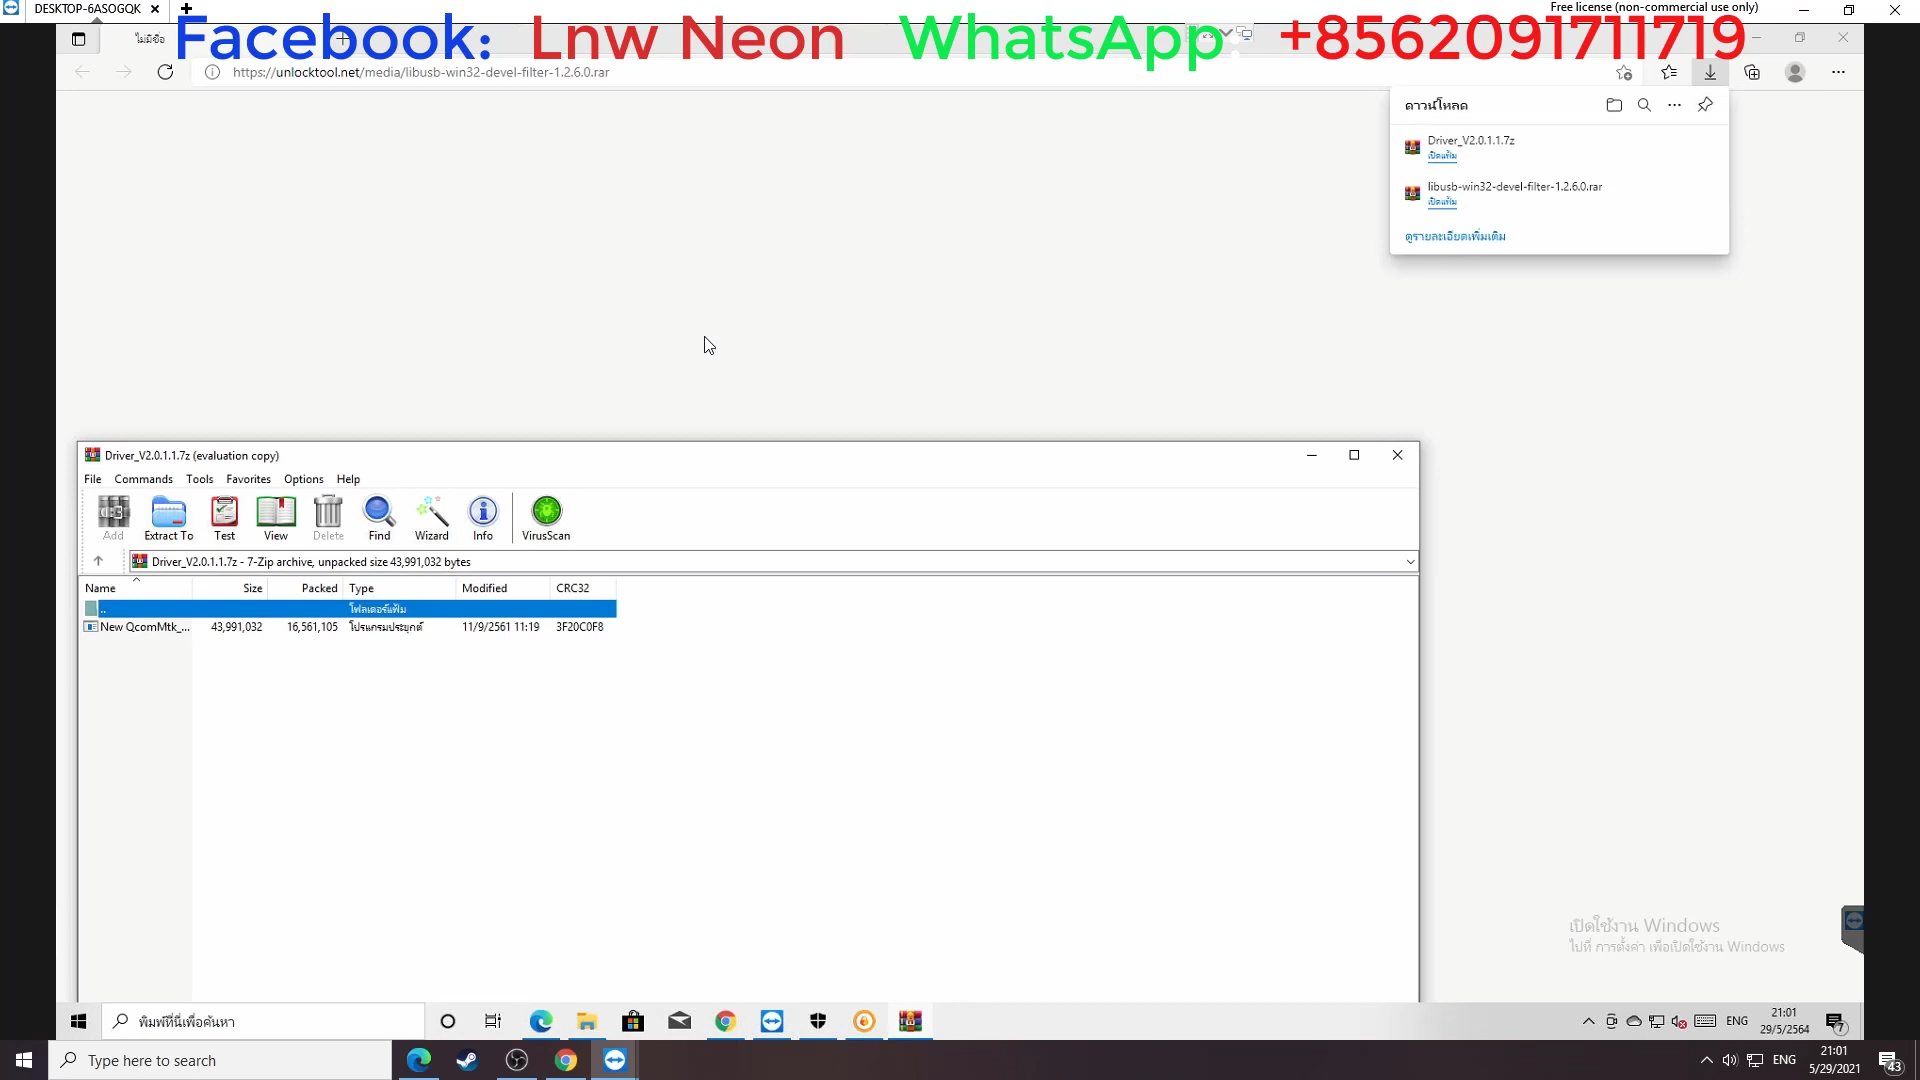 DESKTOP-6ASOGQK
Free license (non-commercial use only)
ไม่มีชื่อ
Facebook: Lnw Neon WhatsApp +8562091711719
https://unlocktool.net/media/libusb-win32-devel-filter-1.2.6.0.rar
ดาวน์โหลด
Driver_V2.0.1.1.7z
เปิดแฟ้ม
libusb-win32-devel-filter-1.2.6.0.rar
เปิดแฟ้ม
ดูรายละเอียดเพิ่มเติม
Driver_V2.0.1.1.7z (evaluation copy)
File Commands Tools Favorites Options Help
Add Extract To Test View Delete Find Wizard Info VirusScan
Driver_V2.0.1.1.7z - 7-Zip archive, unpacked size 43,991,032 bytes
Name Size Packed Type Modified CRC32
.. โฟลเดอร์แฟ้ม
New QcomMtk_... 43,991,032 16,561,105 โปรแกรมประยุกต์ 11/9/2561 11:19 3F20C0F8
เปิดใช้งาน Windows
ไปที่ การตั้งค่า เพื่อเปิดใช้งาน Windows
พิมพ์ที่นี่เพื่อค้นหา
ENG
21:01
29/5/2564
7
Type here to search
ENG
21:01
5/29/2021
43